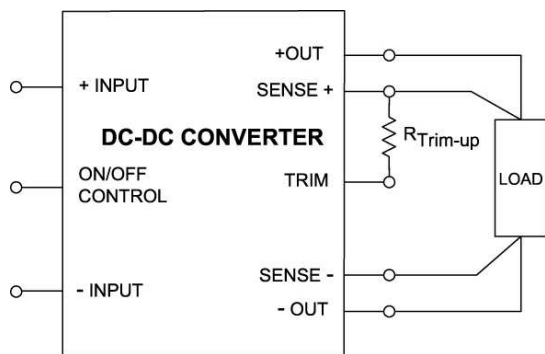 +OUT
+ INPUT
SENSE +
DC-DC CONVERTER
RTrim-up
ON/OFF
CONTROL
TRIM
LOAD
SENSE -
- INPUT
- OUT